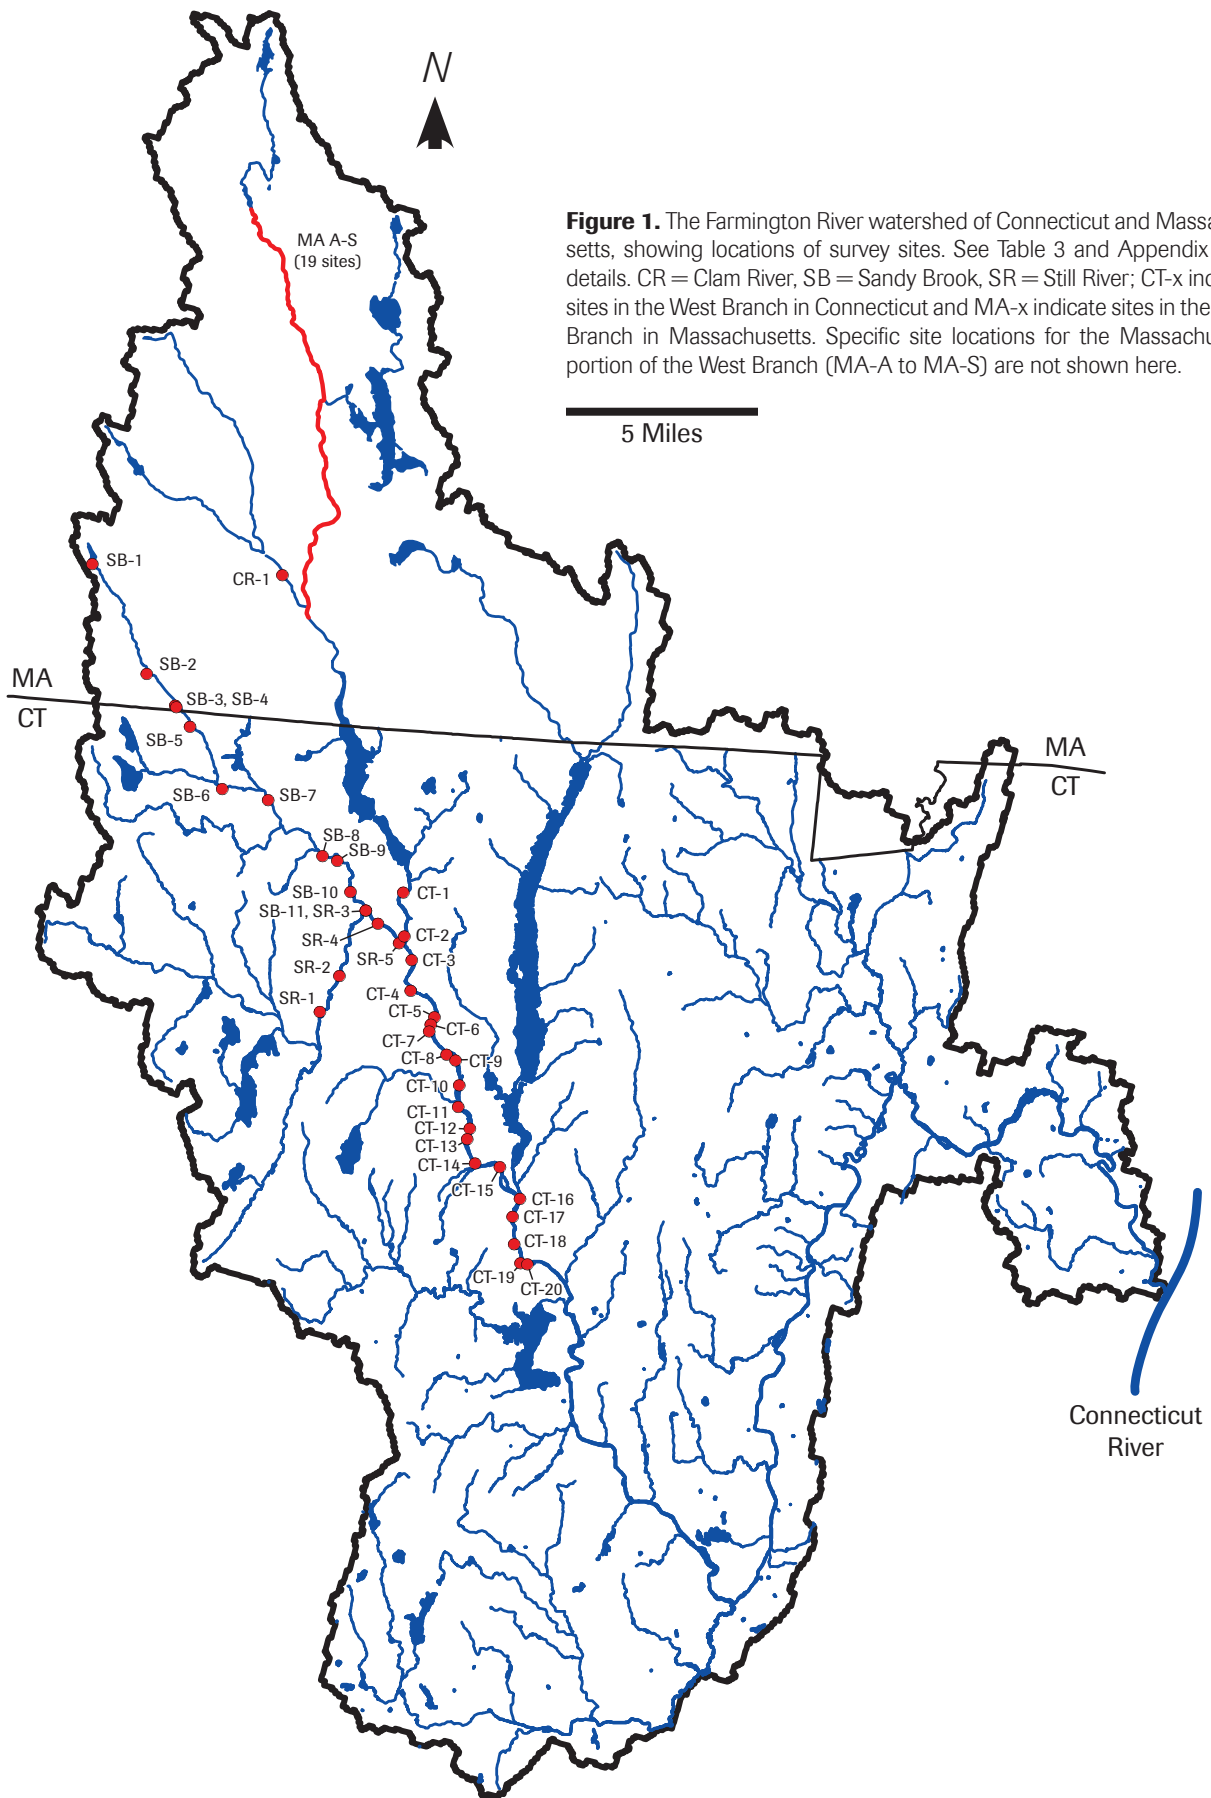 N
MA A-S
(19 sites)
Figure 1. The Farmington River watershed of Connecticut and
setts, showing locations of survey sites. See Table 3 and Appendix
details. CR = Clam River, SB = Sandy Brook, SR = Still River; CT-x
sites in the West Branch in Connecticut and MA-x indicate sites in the
Branch in Massachusetts. Specific site locations for the
portion of the West Branch (MA-A to MA-S) are not shown here.
5 Miles
SB-1
CR-1
SB-2
MA
CT
SB-3, SB-4
SB-5
MA
CT
SB-6
SB-7
SB-8
SB-9
SB-10
CT-1
SB-11, SR-3
SR-4
CT-2
SR-5
CT-3
SR-2
CT-4
SR-1
CT-5
CT-6
CT-7
CT-8
CT-9
CT-10
CT-11
CT-12
CT-13
CT-14
CT-15
CT-16
CT-17
CT-18
CT-19
CT-20
Connecticut
River